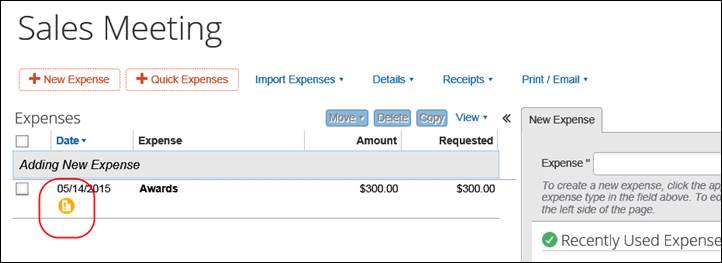 Sales Meeting
+ New Expense + Quick Expenses Import Expenses Details Receipts Print / Email
Expenses Move Delete Copy View «
New Expense
Date Expense Amount Requested
Adding New Expense
Expense "
05/14/2015 Awards $300.00 $300.00
To create a new expense, click the ap
expense type in the field above. To ed
the left side of the page.
Recently Used Expense